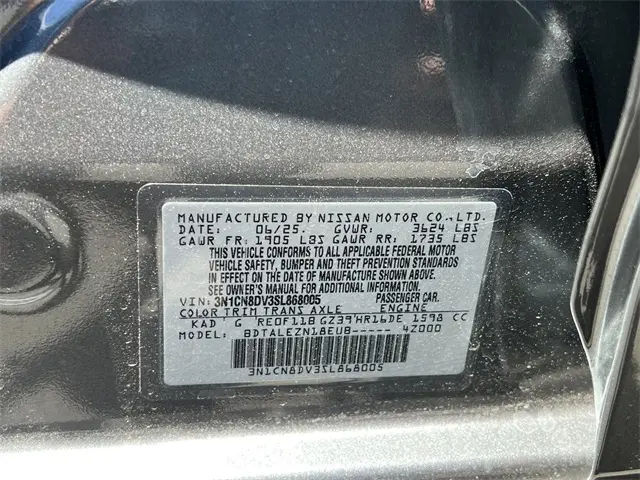 MANUFACTURED BY NISSAN MOTOR CO.,LTD.
DATE: 06/25. GVWR: 3624 LBS
GAWR FR: 1905 LBS GAWR RR: 1735 LBS
THIS VEHICLE CONFORMS TO ALL APPLICABLE FEDERAL MOTOR
VEHICLE SAFETY, BUMPER AND THEFT PREVENTION STANDARDS
IN EFFECT ON THE DATE OF MANUFACTURE SHOWN ABOVE.
SEE OWNER'S MANUAL FOR ADDITIONAL INFORMATION
VIN: 3N1CN8DV3SL868005 PASSENGER CAR.
COLOR TRIM TRANS AXLE ENGINE
KAD G RE0F11B GZ39 HR16DE 1598 CC
MODEL: BDTALEZN18EUB----- 4Z000
3N1CN8DV3SL868005